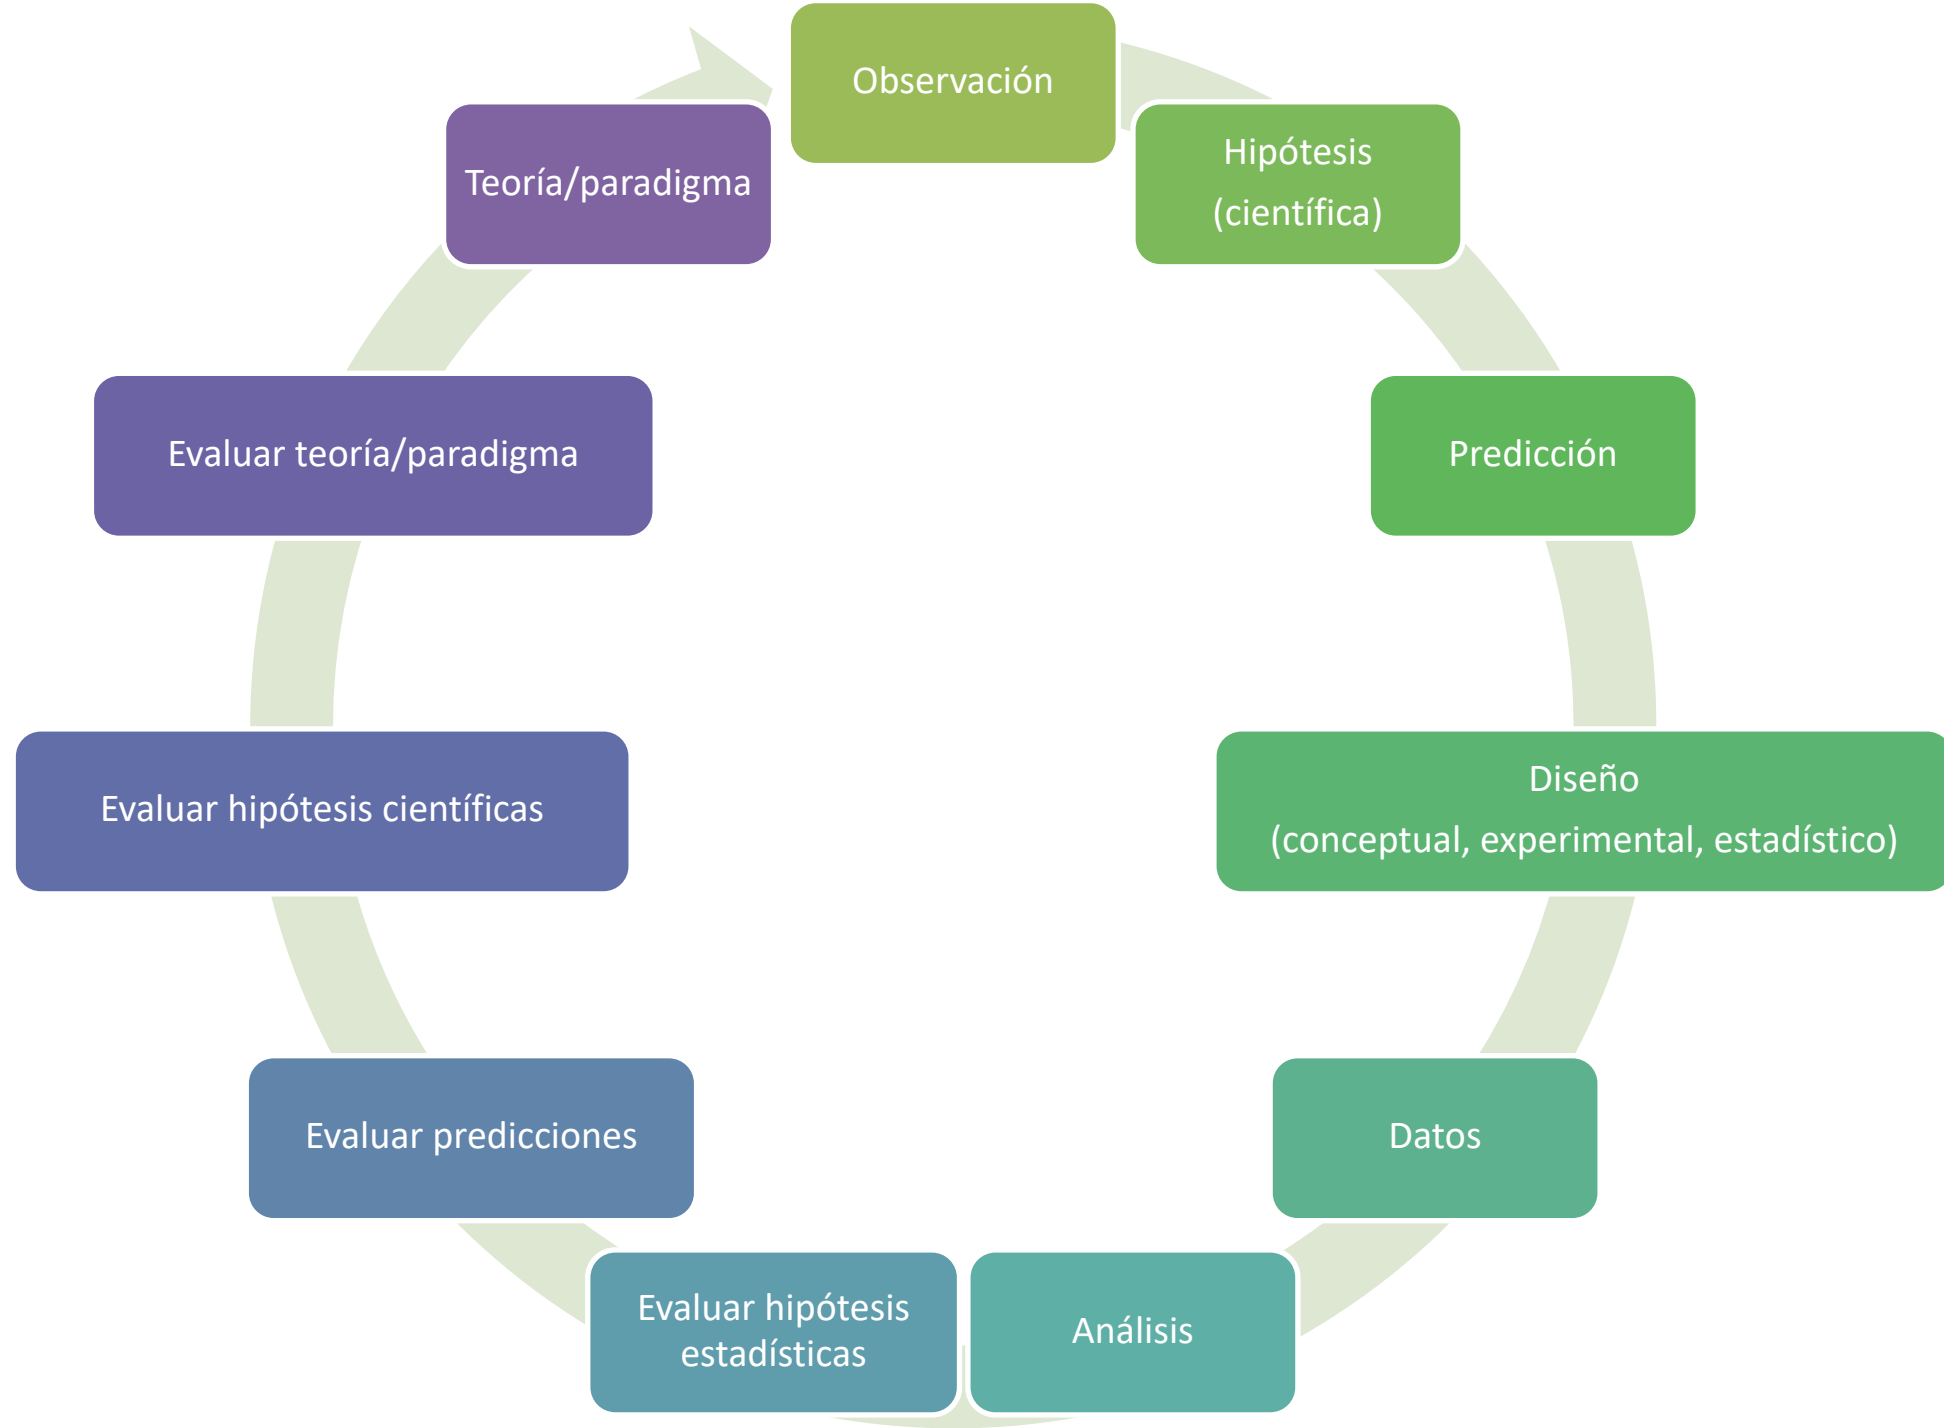 Observación
Hipótesis
(científica)
Predicción
Diseño
(conceptual, experimental, estadístico)
Datos
Análisis
Evaluar hipótesis
estadísticas
Evaluar predicciones
Evaluar hipótesis científicas
Evaluar teoría/paradigma
Teoría/paradigma